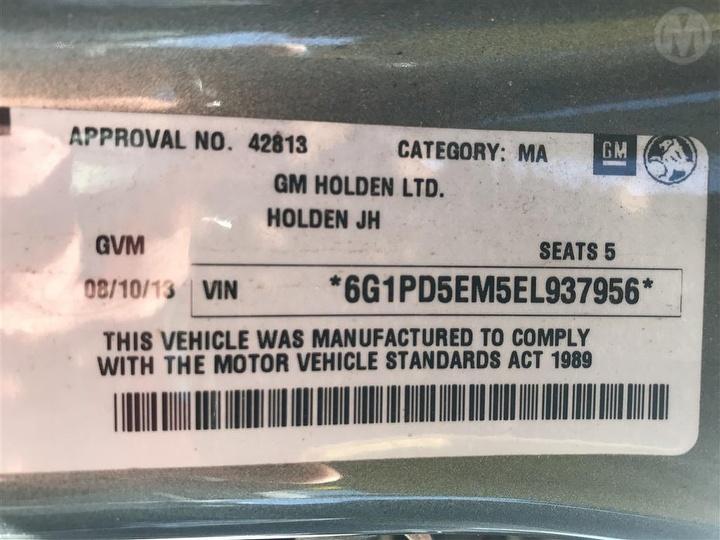 APPROVAL NO. 42813 CATEGORY: MA GM
GM HOLDEN LTD.
HOLDEN JH
GVM SEATS 5
08/10/13 VIN *6G1PD5EM5EL937956*
THIS VEHICLE WAS MANUFACTURED TO COMPLY
WITH THE MOTOR VEHICLE STANDARDS ACT 1989
M